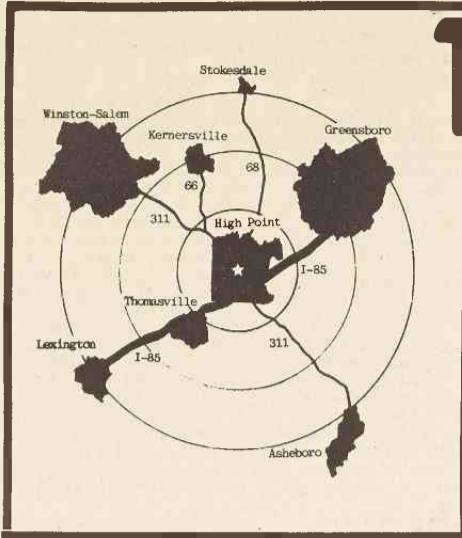 Stokesdale
Winston-Salem
Kernersville
Greensboro
66
68
311
High Point
I-85
Thomasville
Lexington
311
I-85
Asheboro